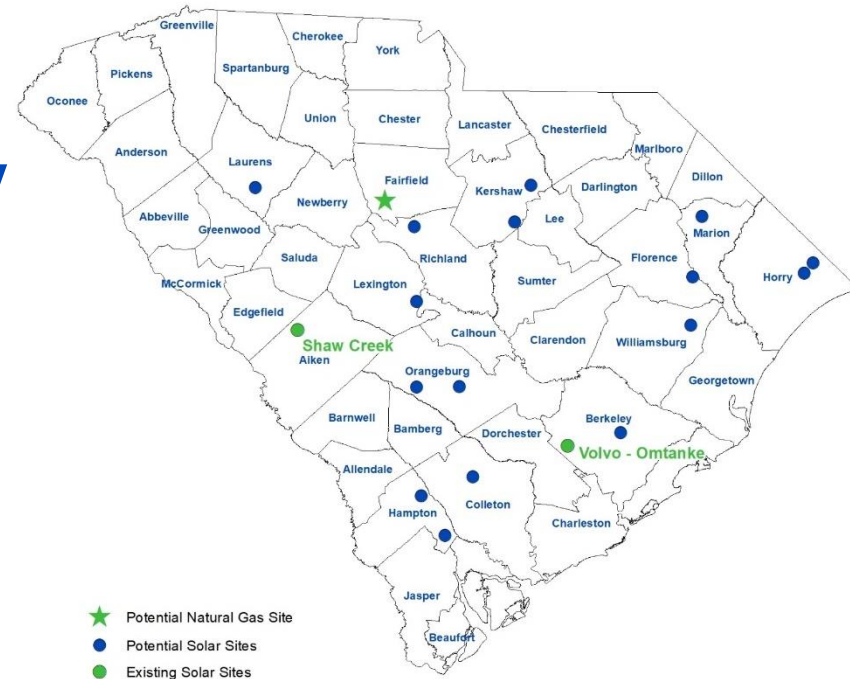 Greenville
Cherokee
York
Spartanburg
Pickens
Oconee
Union
Chester
Lancaster
Chesterfield
Marlboro
Anderson
Laurens
Fairfield
Kershaw
Darlington
Dillon
Newberry
Abbeville
Greenwood
Lee
Marion
Saluda
Richland
Florence
McCormick
Lexington
Sumter
Horry
Edgefield
Calhoun
Clarendon
Williamsburg
Shaw Creek
Aiken
Orangeburg
Georgetown
Barnwell
Bamberg
Dorchester
Berkeley
Volvo - Omtanke
Allendale
Hampton
Colleton
Charleston
Jasper
Beaufort
Potential Natural Gas Site
Potential Solar Sites
Existing Solar Sites